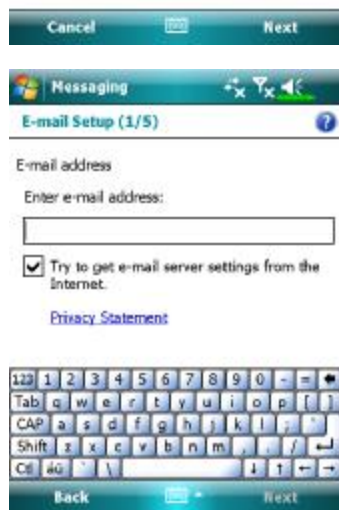 Cancel Next
Messaging
E-mail Setup (1/5) ?
E-mail address
Enter e-mail address:
Try to get e-mail server settings from the
Internet.
Privacy Statement
123 1 2 3 4 5 6 7 8 9 0 - =
Tab q w e r t y u i o p [ ]
CAP a s d f g h j k l ; '
Shift z x c v b n m , . /
Ctl áü ` \
Back Next